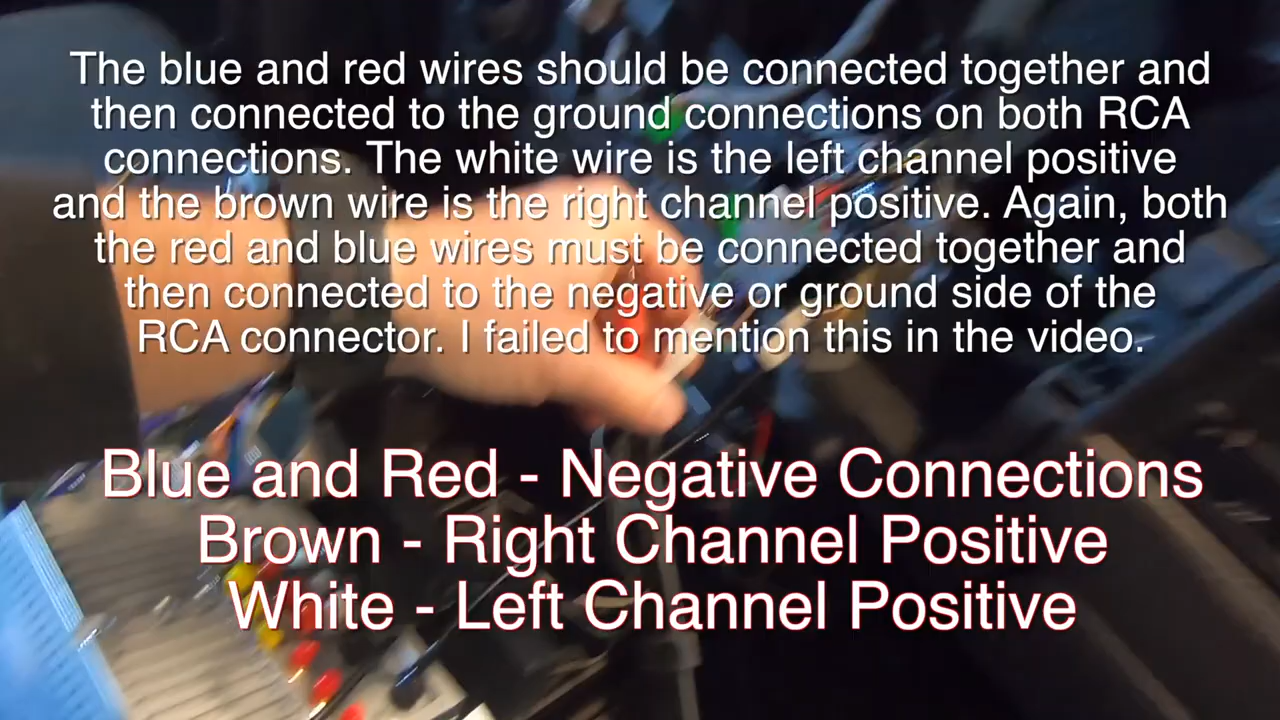 The blue and red wires should be connected together and
then connected to the ground connections on both RCA
connections. The white wire is the left channel positive
and the brown wire is the right channel positive. Again, both
the red and blue wires must be connected together and
then connected to the negative or ground side of the
RCA connector. I failed to mention this in the video.
Blue and Red - Negative Connections
Brown - Right Channel Positive
White - Left Channel Positive